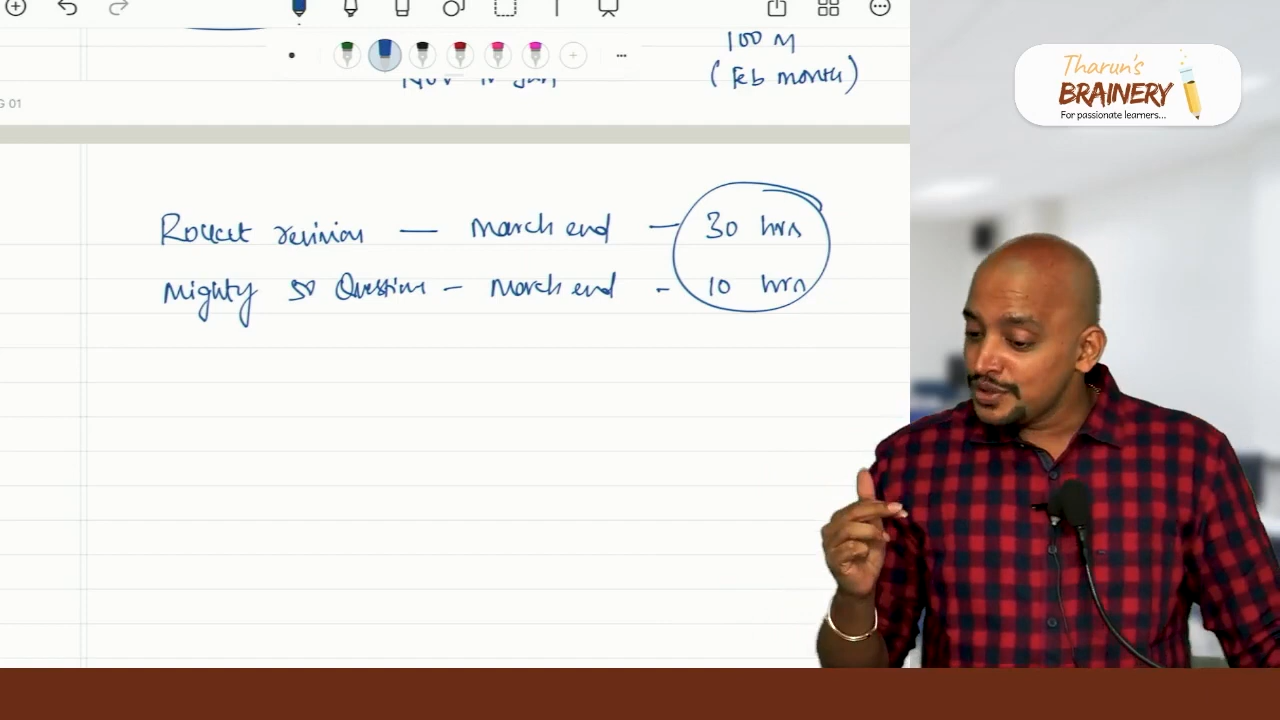 100 M
(Feb month)
G 01
Rocket revision — March end — 30 hrs
Mighty 50 Question — March end - 10 hrs
Tharun's
BRAINERY
For passionate learners...